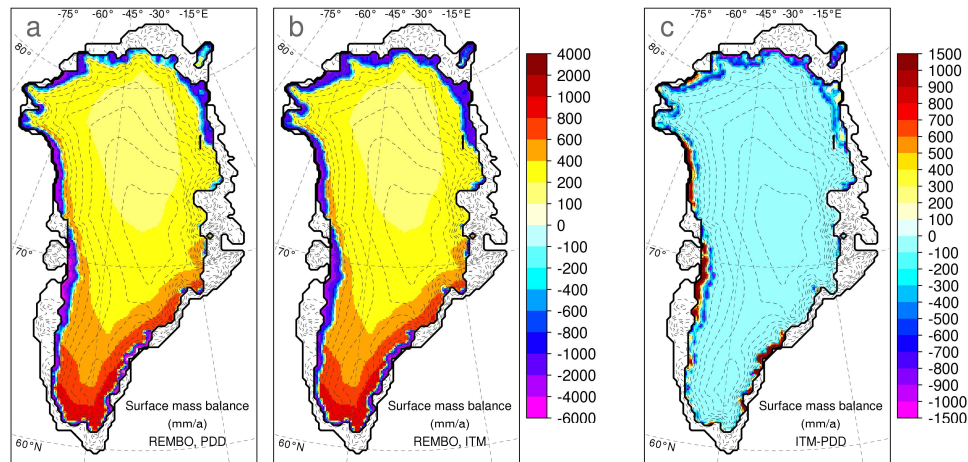 -75° -60° -45° -30° -15°E
a
80°
70°
60°N
Surface mass balance
(mm/a)
REMBO, PDD
-75° -60° -45° -30° -15°E
b
Surface mass balance
(mm/a)
REMBO, ITM
4000
2000
1000
800
600
400
200
100
0
-100
-200
-400
-600
-800
-1000
-2000
-4000
-6000
-75° -60° -45° -30° -15°E
c
80°
70°
60°N
Surface mass balance
(mm/a)
ITM-PDD
1500
1000
900
800
700
600
500
400
300
200
100
0
-100
-200
-300
-400
-500
-600
-700
-800
-900
-1000
-1500